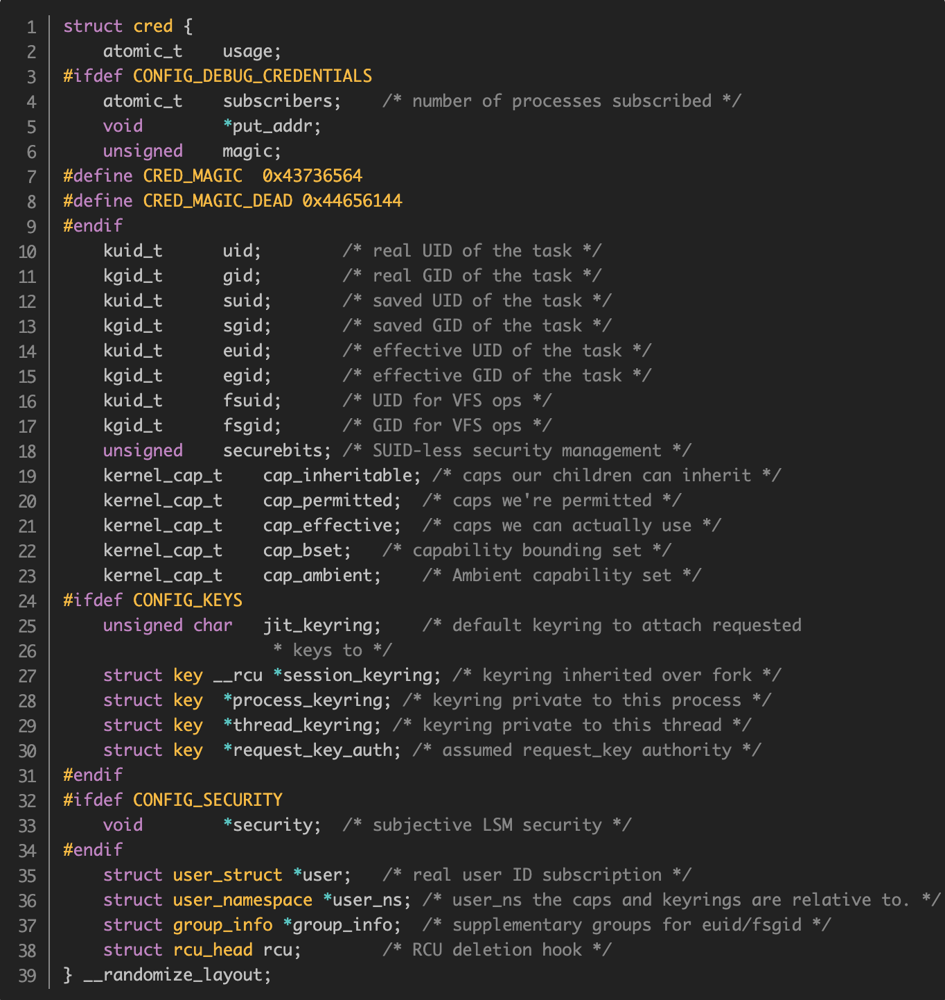 1 struct cred {
2     atomic_t    usage;
3 #ifdef CONFIG_DEBUG_CREDENTIALS
4     atomic_t    subscribers;    /* number of processes subscribed */
5     void        *put_addr;
6     unsigned    magic;
7 #define CRED_MAGIC  0x43736564
8 #define CRED_MAGIC_DEAD 0x44656144
9 #endif
10     kuid_t      uid;        /* real UID of the task */
11     kgid_t      gid;        /* real GID of the task */
12     kuid_t      suid;       /* saved UID of the task */
13     kgid_t      sgid;       /* saved GID of the task */
14     kuid_t      euid;       /* effective UID of the task */
15     kgid_t      egid;       /* effective GID of the task */
16     kuid_t      fsuid;      /* UID for VFS ops */
17     kgid_t      fsgid;      /* GID for VFS ops */
18     unsigned    securebits; /* SUID-less security management */
19     kernel_cap_t    cap_inheritable; /* caps our children can inherit */
20     kernel_cap_t    cap_permitted;  /* caps we're permitted */
21     kernel_cap_t    cap_effective;  /* caps we can actually use */
22     kernel_cap_t    cap_bset;   /* capability bounding set */
23     kernel_cap_t    cap_ambient;    /* Ambient capability set */
24 #ifdef CONFIG_KEYS
25     unsigned char   jit_keyring;    /* default keyring to attach requested
26                      * keys to */
27     struct key __rcu *session_keyring; /* keyring inherited over fork */
28     struct key  *process_keyring; /* keyring private to this process */
29     struct key  *thread_keyring; /* keyring private to this thread */
30     struct key  *request_key_auth; /* assumed request_key authority */
31 #endif
32 #ifdef CONFIG_SECURITY
33     void        *security;  /* subjective LSM security */
34 #endif
35     struct user_struct *user;   /* real user ID subscription */
36     struct user_namespace *user_ns; /* user_ns the caps and keyrings are relative to. */
37     struct group_info *group_info;  /* supplementary groups for euid/fsgid */
38     struct rcu_head rcu;        /* RCU deletion hook */
39 } __randomize_layout;